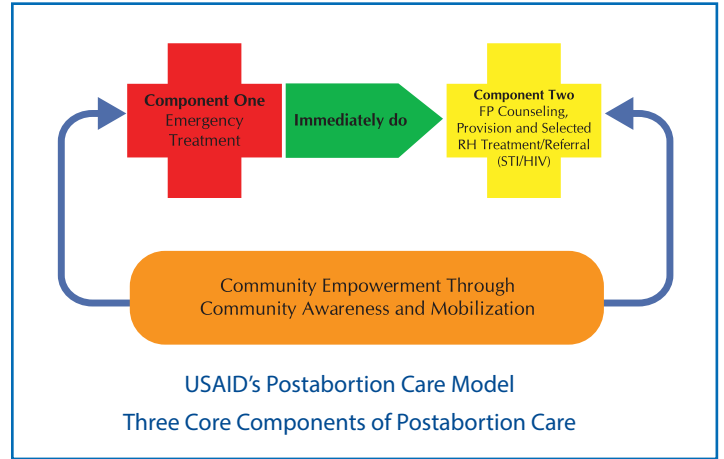 Component One
Emergency
Treatment
Immediately do
Component Two
FP Counseling,
Provision and Selected
RH Treatment/Referral
(STI/HIV)
Community Empowerment Through
Community Awareness and Mobilization
USAID's Postabortion Care Model
Three Core Components of Postabortion Care